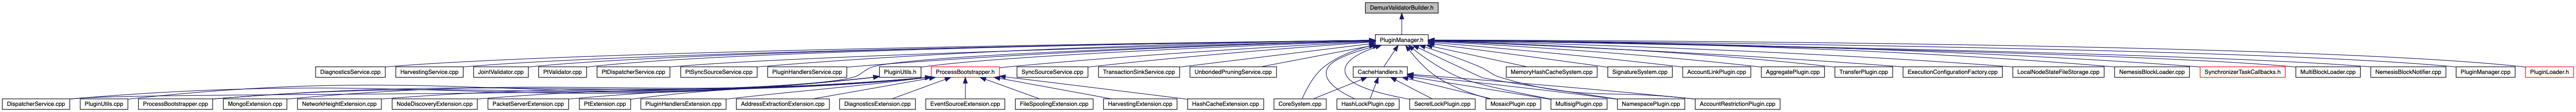 DemuxValidatorBuilder.h
PluginManager.h
DiagnosticsService.cpp
HarvestingService.cpp
JointValidator.cpp
PtValidator.cpp
PtDispatcherService.cpp
PtSyncSourceService.cpp
PluginHandlersService.cpp
PluginUtils.h
ProcessBootstrapper.h
SyncSourceService.cpp
TransactionSinkService.cpp
UnbondedPruningService.cpp
CacheHandlers.h
MemoryHashCacheSystem.cpp
SignatureSystem.cpp
AccountLinkPlugin.cpp
AggregatePlugin.cpp
TransferPlugin.cpp
ExecutionConfigurationFactory.cpp
LocalNodeStateFileStorage.cpp
NemesisBlockLoader.cpp
SynchronizerTaskCallbacks.h
MultiBlockLoader.cpp
NemesisBlockNotifier.cpp
PluginManager.cpp
PluginLoader.h
DispatcherService.cpp
PluginUtils.cpp
ProcessBootstrapper.cpp
MongoExtension.cpp
NetworkHeightExtension.cpp
NodeDiscoveryExtension.cpp
PacketServerExtension.cpp
PtExtension.cpp
PluginHandlersExtension.cpp
AddressExtractionExtension.cpp
DiagnosticsExtension.cpp
EventSourceExtension.cpp
FileSpoolingExtension.cpp
HarvestingExtension.cpp
HashCacheExtension.cpp
CoreSystem.cpp
HashLockPlugin.cpp
SecretLockPlugin.cpp
MosaicPlugin.cpp
MultisigPlugin.cpp
NamespacePlugin.cpp
AccountRestrictionPlugin.cpp